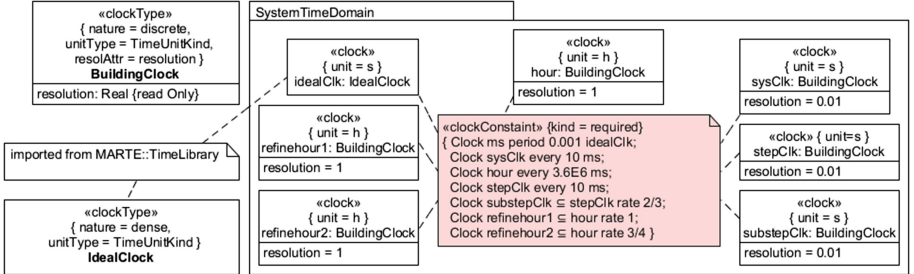 «clockType»
{ nature = discrete,
unitType = TimeUnitKind,
resolAttr = resolution }
BuildingClock
resolution: Real {read Only}
imported from MARTE::TimeLibrary
«clockType»
{ nature = dense,
unitType = TimeUnitKind }
IdealClock
SystemTimeDomain
«clock»
{ unit = s }
idealClk: IdealClock
«clock»
{ unit = h }
refinehour1: BuildingClock
resolution = 1
«clock»
{ unit = h }
refinehour2: BuildingClock
resolution = 1
«clock»
{ unit = h }
hour: BuildingClock
resolution = 1
«clockConstaint» {kind = required}
{ Clock ms period 0.001 idealClk;
Clock sysClk every 10 ms;
Clock hour every 3.6E6 ms;
Clock stepClk every 10 ms;
Clock substepClk ⊆ stepClk rate 2/3;
Clock refinehour1 ⊆ hour rate 1;
Clock refinehour2 ⊆ hour rate 3/4 }
«clock»
{ unit = s }
sysClk: BuildingClock
resolution = 0.01
«clock» { unit=s }
stepClk: BuildingClock
resolution = 0.01
«clock»
{ unit = s }
substepClk: BuildingClock
resolution = 0.01